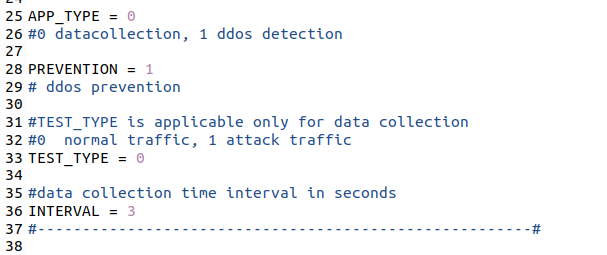 25 APP_TYPE = 0
26 #0 datacollection, 1 ddos detection
27
28 PREVENTION = 1
29 # ddos prevention
30
31 #TEST_TYPE is applicable only for data collection
32 #0  normal traffic, 1 attack traffic
33 TEST_TYPE = 0
34
35 #data collection time interval in seconds
36 INTERVAL = 3
37 #-------------------------------------------------------#
38